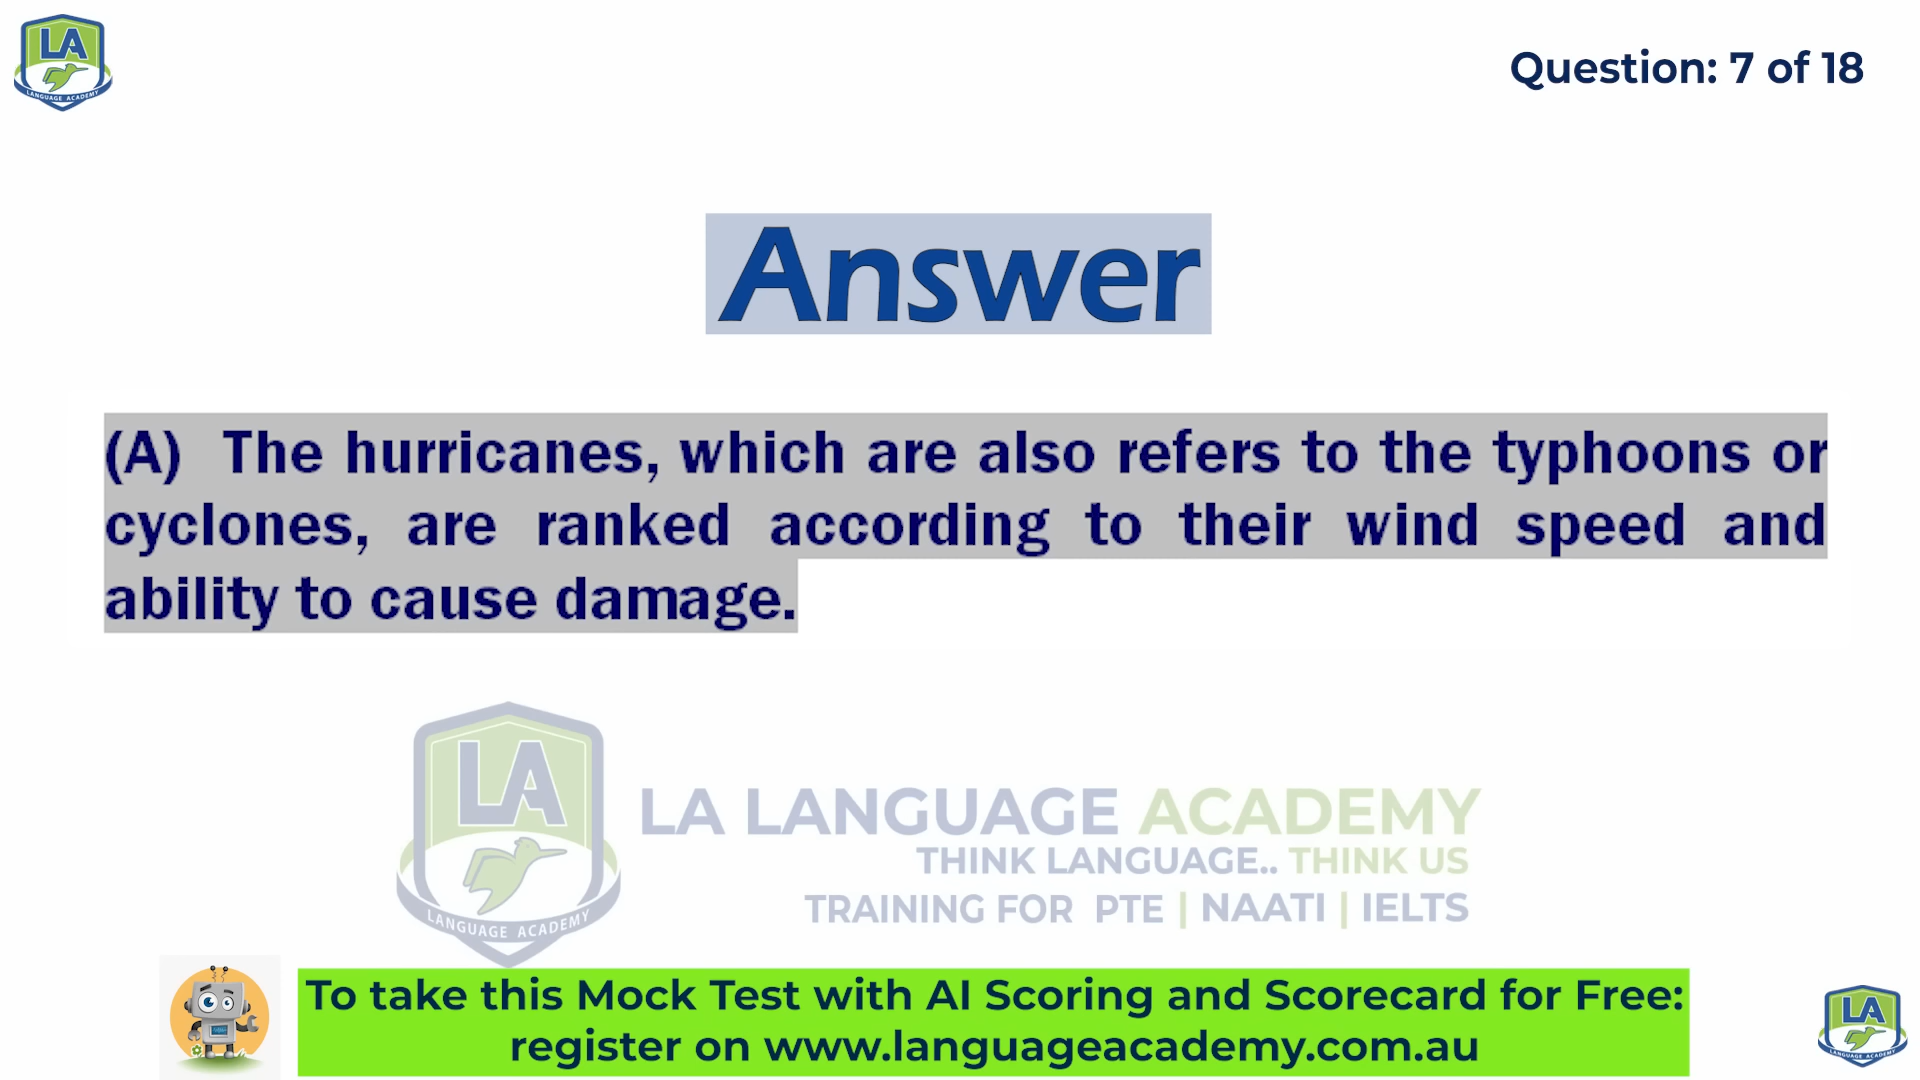 LA
LANGUAGE ACADEMY
Question: 7 of 18
Answer
(A) The hurricanes, which are also refers to the typhoons or
cyclones, are ranked according to their wind speed and
ability to cause damage.
LA
LANGUAGE ACADEMY
LA LANGUAGE ACADEMY
THINK LANGUAGE.. THINK US
TRAINING FOR PTE | NAATI | IELTS
To take this Mock Test with AI Scoring and Scorecard for Free:
register on www.languageacademy.com.au
LA
LANGUAGE ACADEMY